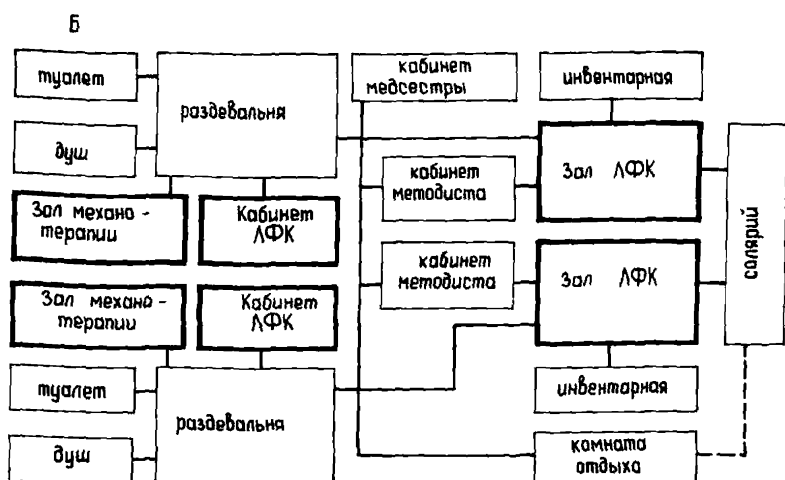 Б
туалет
раздевальня
кабинет
медсестры
инвентарная
душ
кабинет
методиста
Зал ЛФК
солярий
Зал механо-
терапии
Кабинет
ЛФК
кабинет
методиста
Зал ЛФК
Зал механо-
терапии
Кабинет
ЛФК
туалет
раздевальня
инвентарная
душ
комната
отдыха